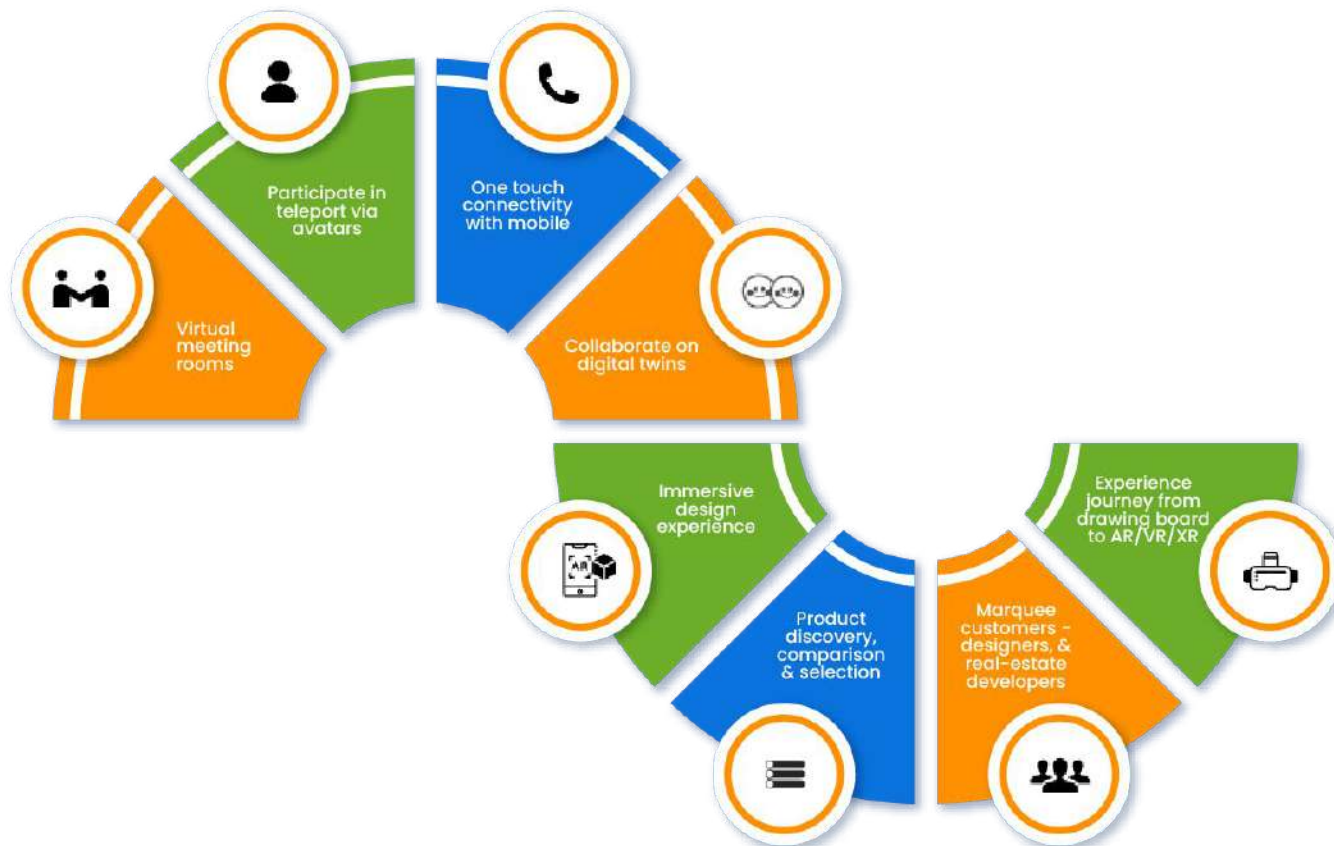 Virtual
meeting
rooms
Participate in
teleport via
avatars
One touch
connectivity
with mobile
Collaborate on
digital twins
Immersive
design
experience
AR
Product
discovery,
comparison
& selection
Marquee
customers -
designers, &
real-estate
developers
Experience
journey from
drawing board
to AR/VR/XR